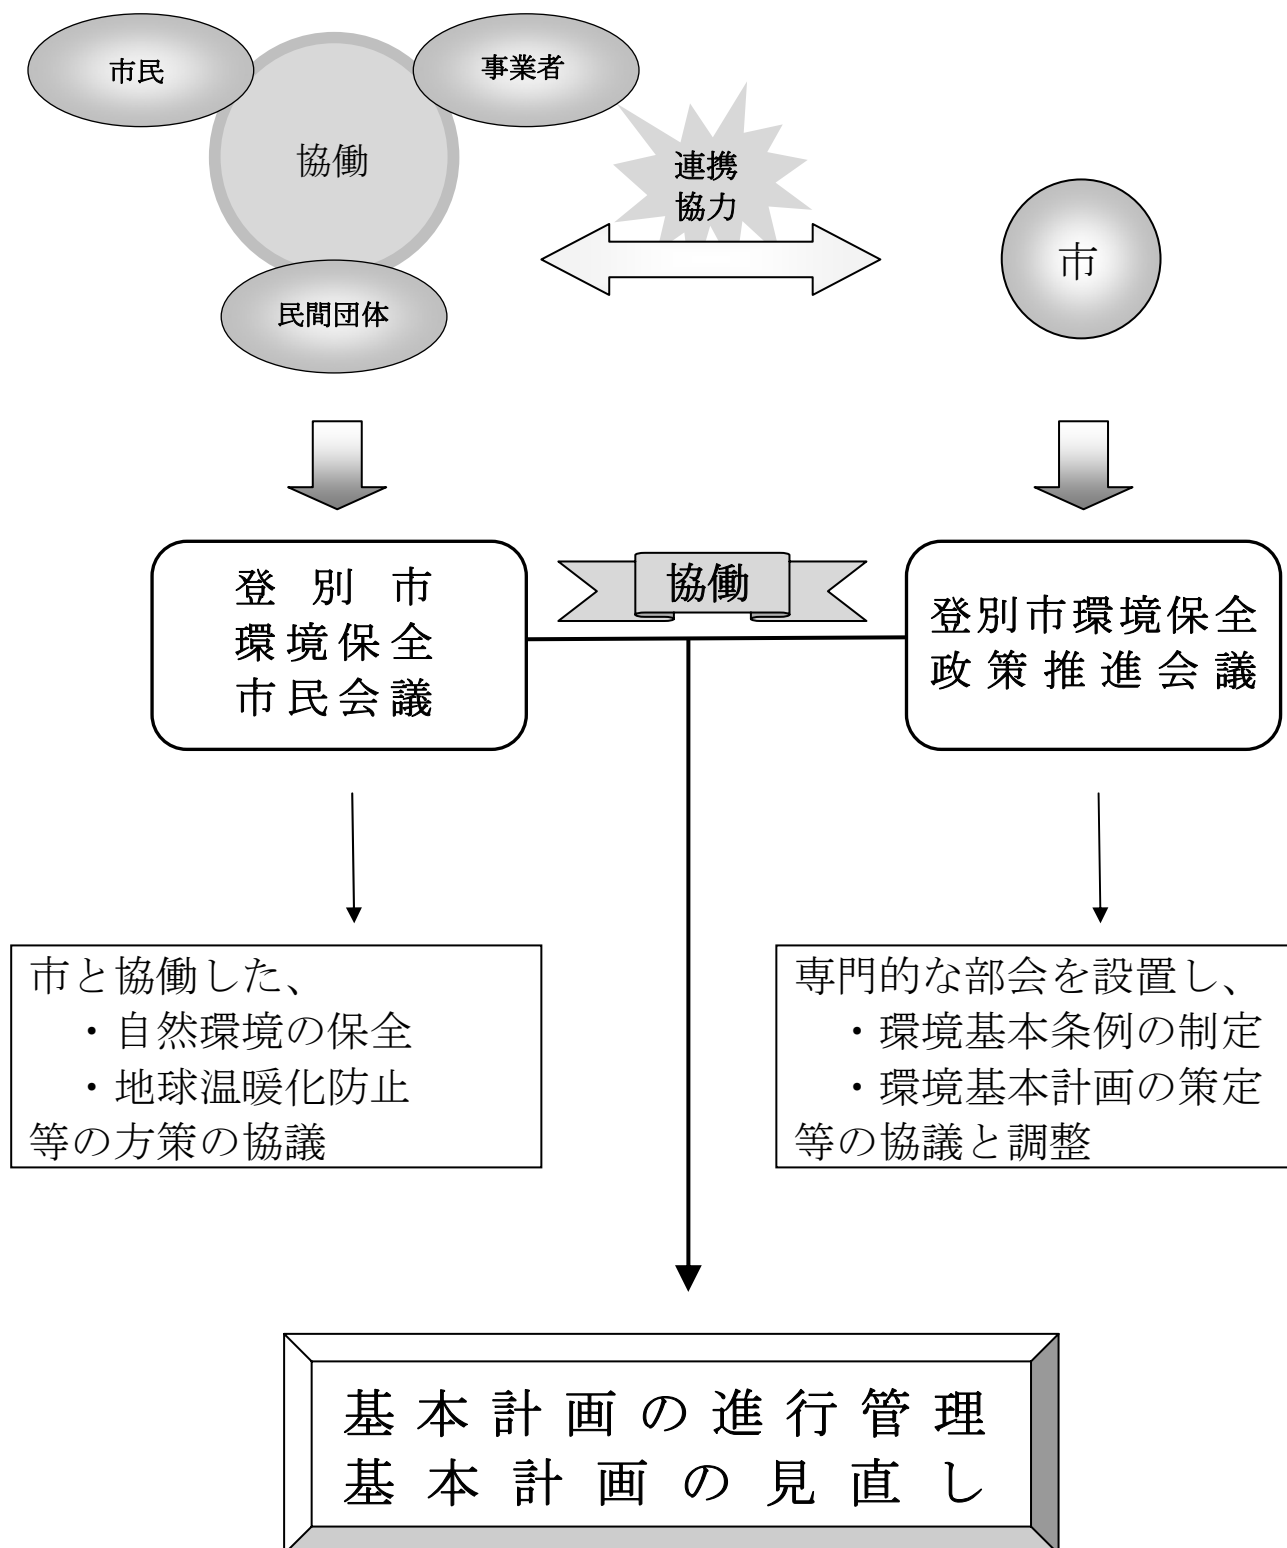 市民
事業者
協働
連携
協力
市
民間団体
協働
登別市
環境保全
市民会議
登別市環境保全
政策推進会議
市と協働した、
・自然環境の保全
・地球温暖化防止
等の方策の協議
専門的な部会を設置し、
・環境基本条例の制定
・環境基本計画の策定
等の協議と調整
基本計画の進行管理
基本計画の見直し